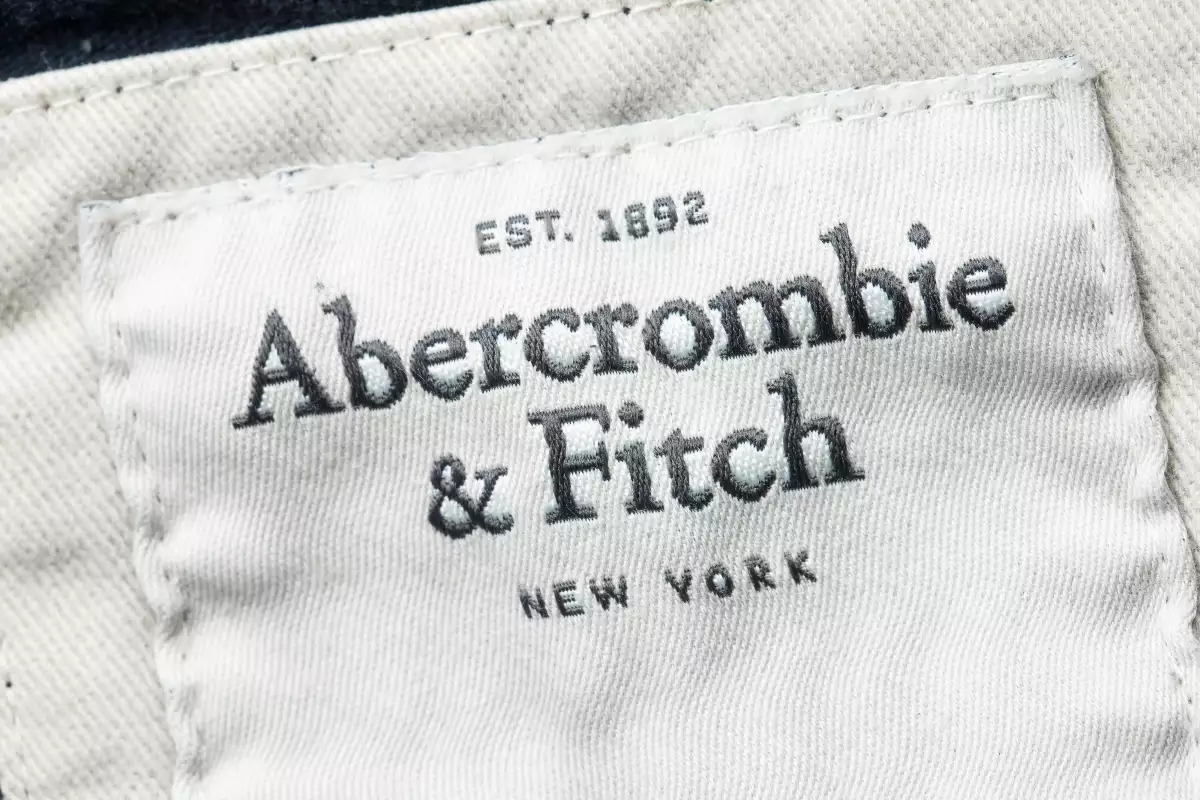 EST. 1892
Abercrombie
& Fitch
NEW YORK